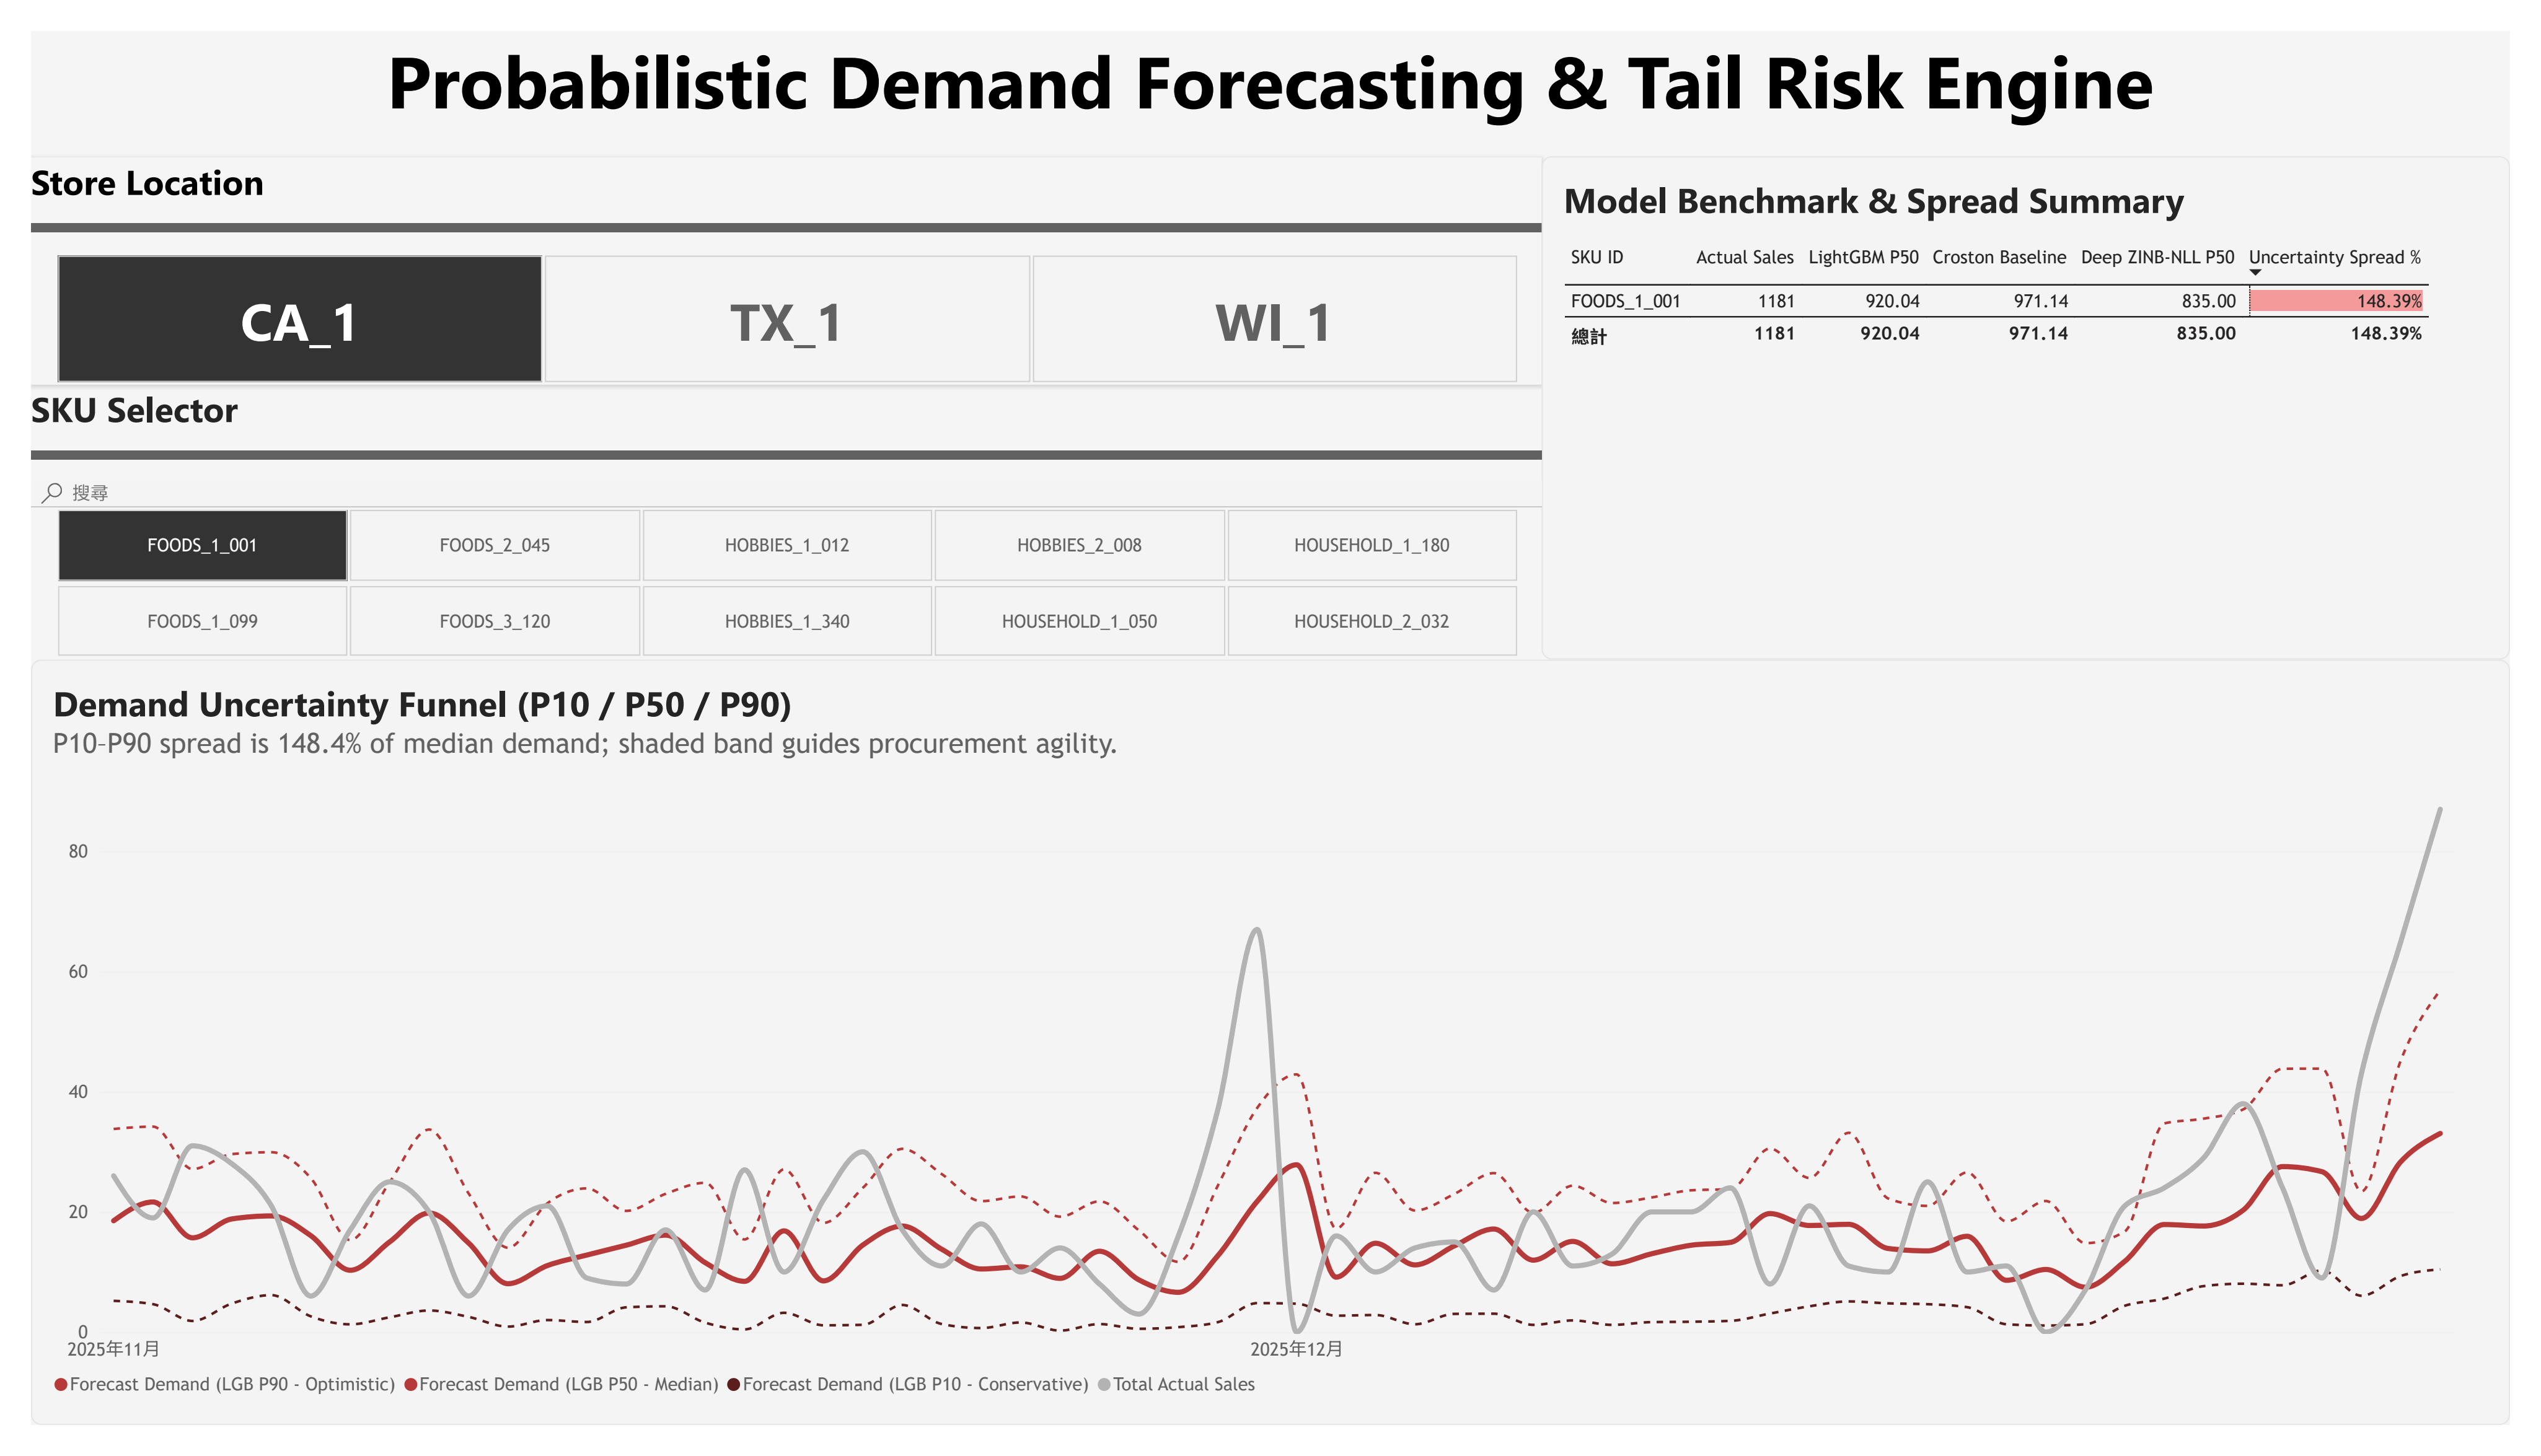 Probabilistic Demand Forecasting & Tail Risk Engine
Store Location
CA_1
TX_1
WI_1
SKU Selector
搜尋
FOODS_1_001
FOODS_2_045
HOBBIES_1_012
HOBBIES_2_008
HOUSEHOLD_1_180
FOODS_1_099
FOODS_3_120
HOBBIES_1_340
HOUSEHOLD_1_050
HOUSEHOLD_2_032
Model Benchmark & Spread Summary
SKU ID Actual Sales LightGBM P50 Croston Baseline Deep ZINB-NLL P50 Uncertainty Spread %
FOODS_1_001 1181 920.04 971.14 835.00 148.39%
總計 1181 920.04 971.14 835.00 148.39%
Demand Uncertainty Funnel (P10 / P50 / P90)
P10-P90 spread is 148.4% of median demand; shaded band guides procurement agility.
80
60
40
20
0
2025年11月
2025年12月
Forecast Demand (LGB P90 - Optimistic) Forecast Demand (LGB P50 - Median) Forecast Demand (LGB P10 - Conservative) Total Actual Sales